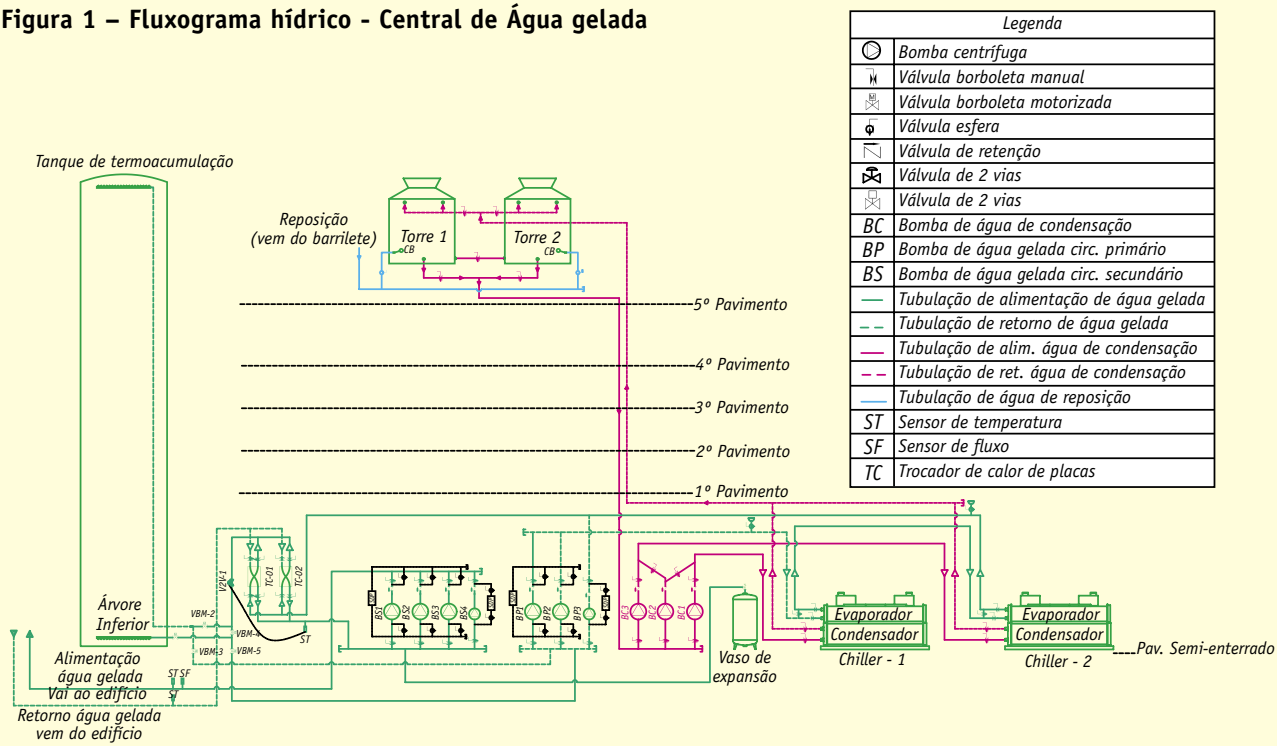 Figura 1 – Fluxograma hídrico - Central de Água gelada
Legenda
Bomba centrífuga
Válvula borboleta manual
M
Válvula borboleta motorizada
Válvula esfera
Válvula de retenção
Válvula de 2 vias
Válvula de 2 vias
BC Bomba de água de condensação
BP Bomba de água gelada circ. primário
BS Bomba de água gelada circ. secundário
Tubulação de alimentação de água gelada
Tubulação de retorno de água gelada
Tubulação de alim. água de condensação
Tubulação de ret. água de condensação
Tubulação de água de reposição
ST Sensor de temperatura
SF Sensor de fluxo
TC Trocador de calor de placas
Tanque de termoacumulação
Reposição
(vem do barrilete)
Torre 1
CB
Torre 2
CB
5º Pavimento
4º Pavimento
3º Pavimento
2º Pavimento
1º Pavimento
V2V-1
TC-01
TC-02
ST
Árvore
Inferior
VBM-2
VBM-4
VBM-3
VBM-5
BS1
BS2
BS3
BS4
BP1
BP2
BP3
BC3
BC2
BC1
Vaso de
expansão
Evaporador
Condensador
Chiller - 1
Evaporador
Condensador
Chiller - 2
Pav. Semi-enterrado
Alimentação
água gelada
Vai ao edifício
ST SF
ST
Retorno água gelada
vem do edifício